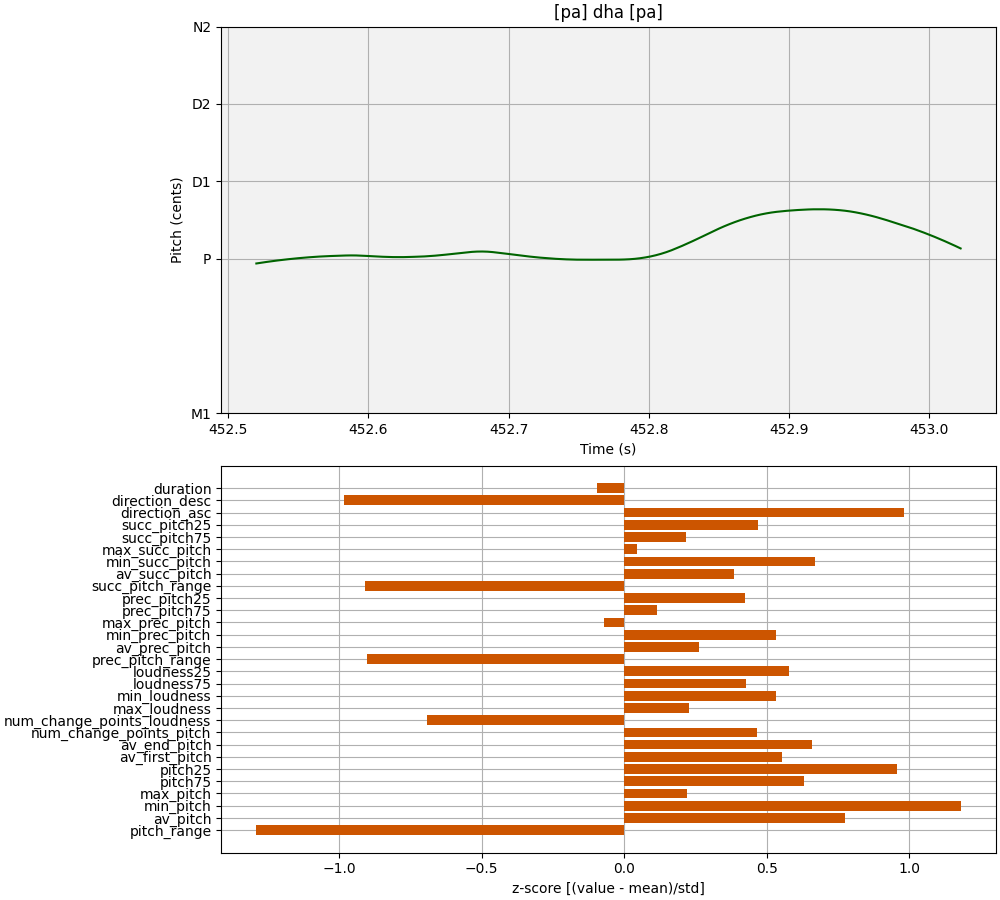 [pa] dha [pa]
N2
D2
D1
P
M1
Pitch (cents)
452.5 452.6 452.7 452.8 452.9 453.0
Time (s)
duration
direction_desc
direction_asc
succ_pitch25
succ_pitch75
max_succ_pitch
min_succ_pitch
av_succ_pitch
succ_pitch_range
prec_pitch25
prec_pitch75
max_prec_pitch
min_prec_pitch
av_prec_pitch
prec_pitch_range
loudness25
loudness75
min_loudness
max_loudness
num_change_points_loudness
num_change_points_pitch
av_end_pitch
av_first_pitch
pitch25
pitch75
max_pitch
min_pitch
av_pitch
pitch_range
−1.0 −0.5 0.0 0.5 1.0
z-score [(value - mean)/std]